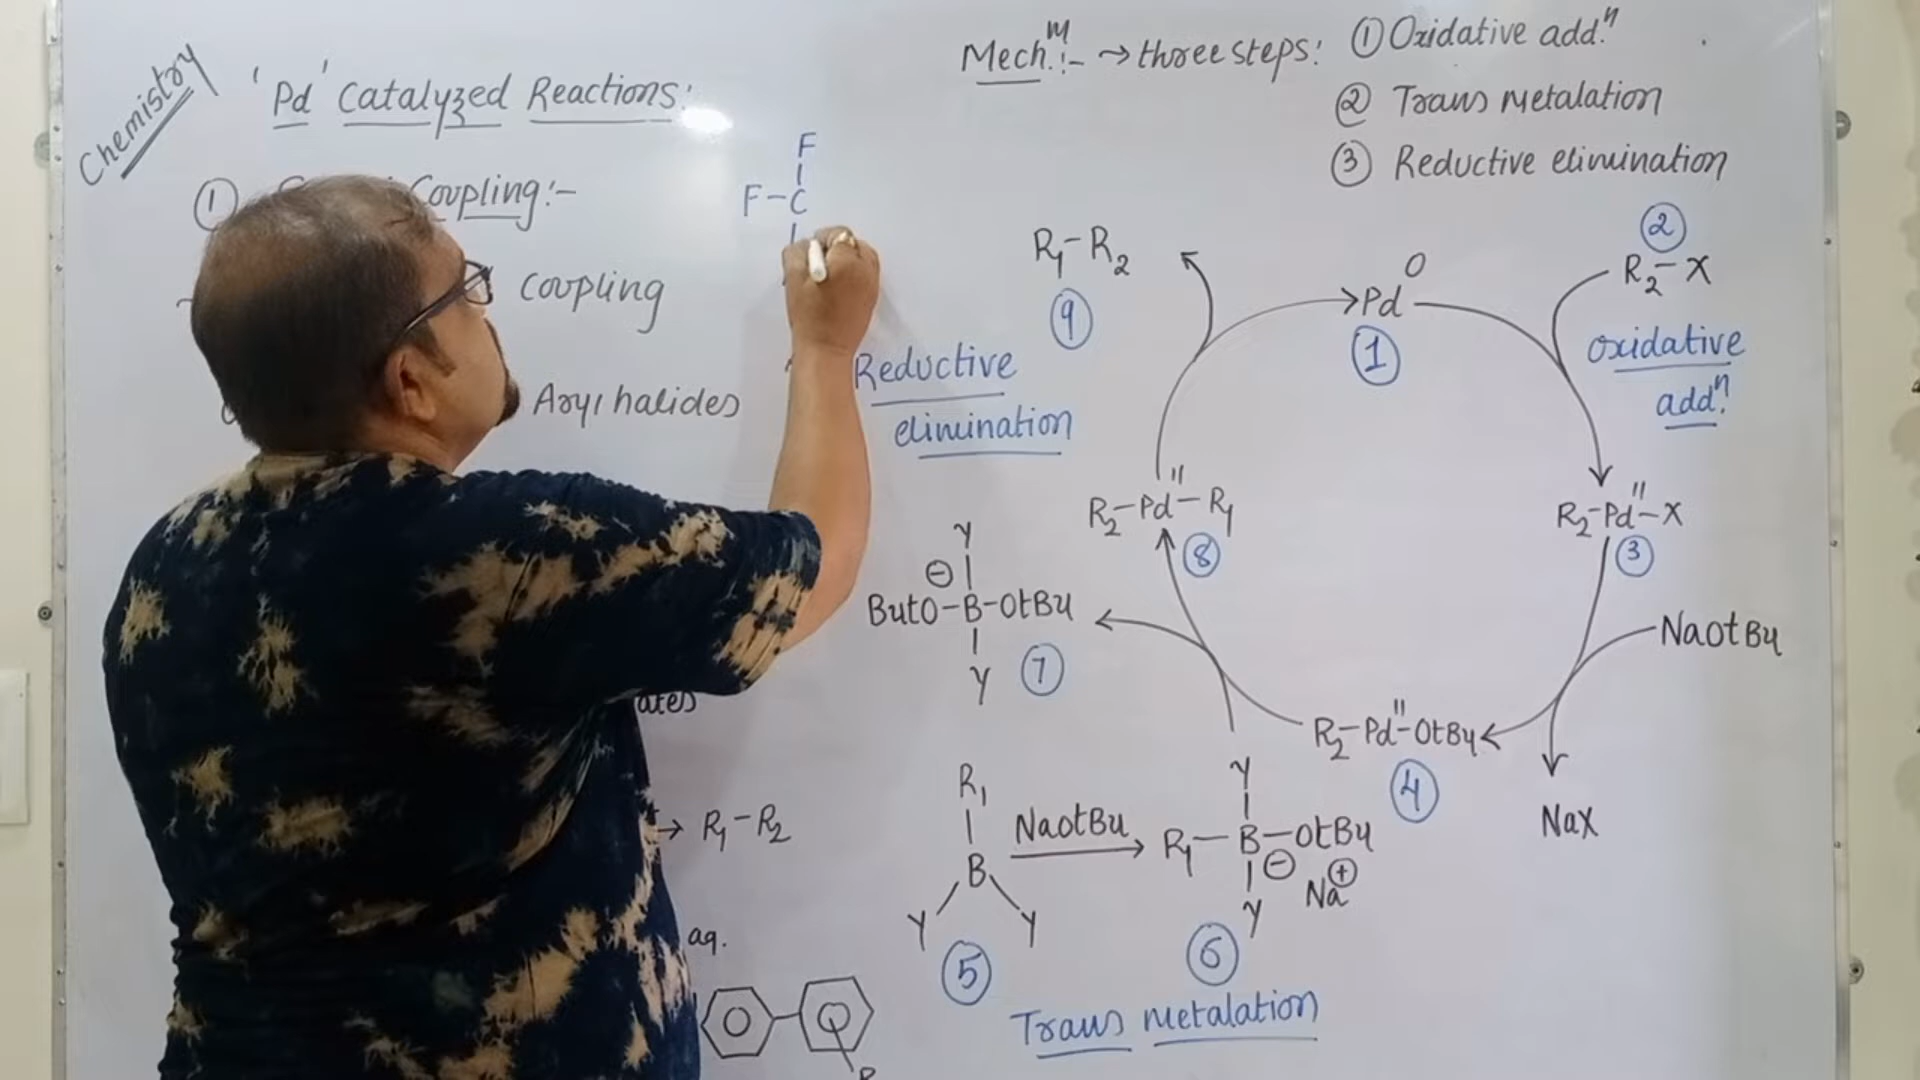 Chemistry
'Pd' Catalyzed Reactions:
① Coupling:-
coupling
Aryl halides
ates
→ R₁-R₂
aq.
R
F
F-C
Mechᵐ.:- → three steps: ① Oxidative addⁿ.
② Trans metalation
③ Reductive elimination
R₁-R₂
⑨
Pd⁰
①
②
R₂-X
Oxidative
addⁿ.
Reductive
elimination
R₂-Pdᴵᴵ-R₁
⑧
R₂-Pdᴵᴵ-X
③
Y
⊖
ButO-B-OtBu
Y
⑦
NaOtBu
R₂-Pdᴵᴵ-OtBu
④
NaX
R₁
B
Y Y
⑤
NaOtBu
Y
R₁-B-OtBu
⊖ Na⊕
Y
⑥
Trans metalation